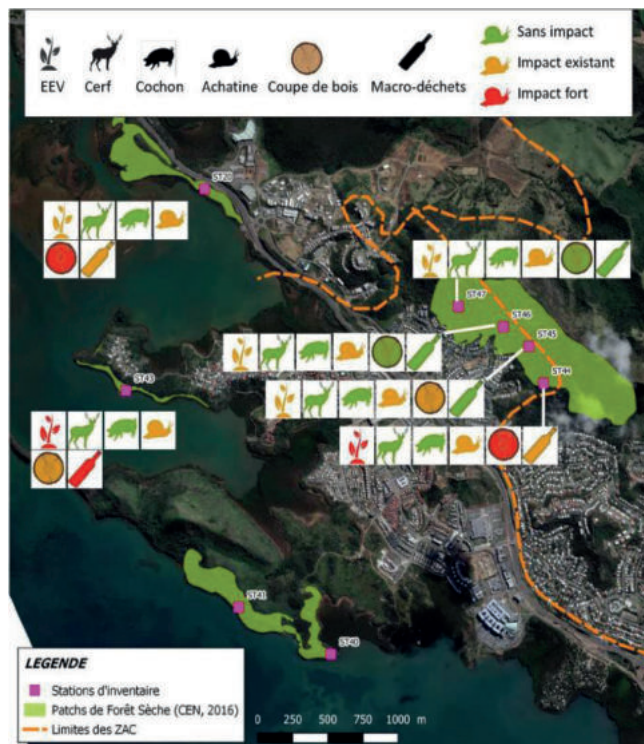 EEV Cerf Cochon Achatine Coupe de bois Macro-déchets
Sans impact
Impact existant
Impact fort
ST20
ST47
ST46
ST45
ST44
ST43
ST41
ST40
LEGENDE
Stations d'inventaire
Patchs de Forêt Sèche (CEN, 2016)
Limites des ZAC
0 250 500 750 1000 m